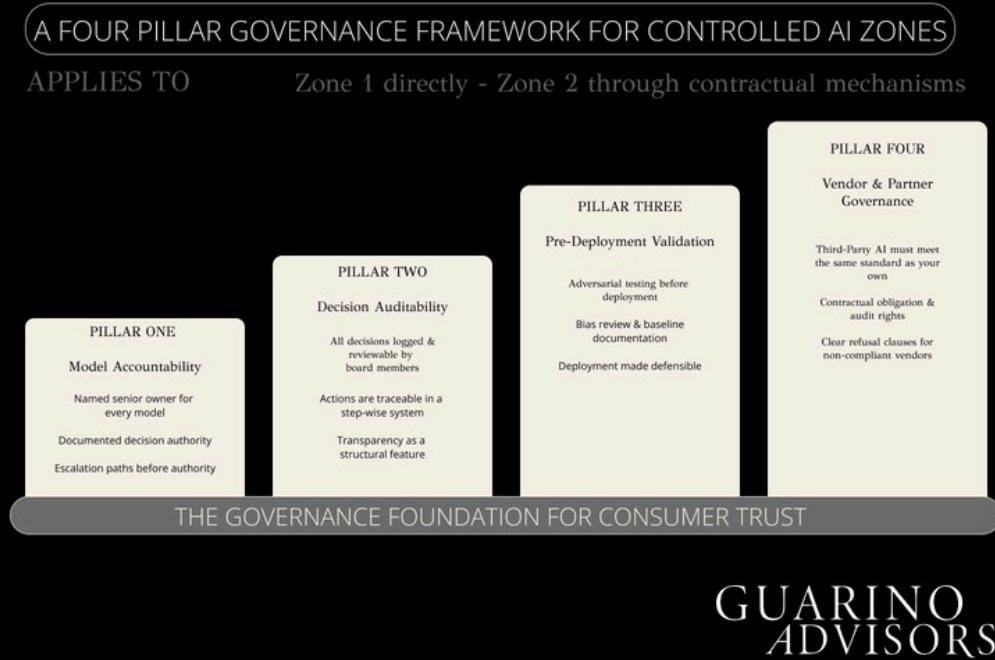 A FOUR PILLAR GOVERNANCE FRAMEWORK FOR CONTROLLED AI ZONES
APPLIES TO
Zone 1 directly - Zone 2 through contractual mechanisms
PILLAR ONE
Model Accountability
Named senior owner for
every model
Documented decision authority
Escalation paths before authority
PILLAR TWO
Decision Auditability
All decisions logged &
reviewable by
board members
Actions are traceable in a
step-wise system
Transparency as a
structural feature
PILLAR THREE
Pre-Deployment Validation
Adversarial testing before
deployment
Bias review & baseline
documentation
Deployment made defensible
PILLAR FOUR
Vendor & Partner
Governance
Third-Party AI must meet
the same standard as your
own
Contractual obligation &
audit rights
Clear refusal clauses for
non-compliant vendors
THE GOVERNANCE FOUNDATION FOR CONSUMER TRUST
GUARINO
ADVISORS